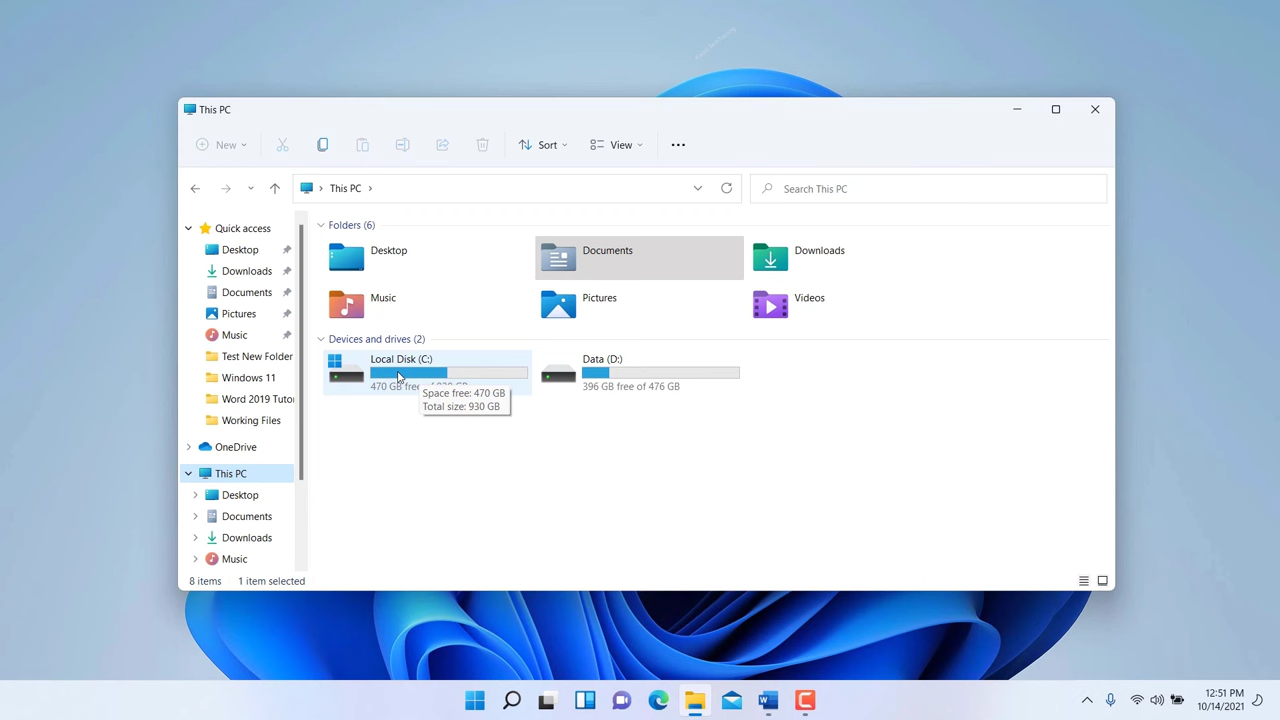 This PC
New
Sort
View
This PC
Search This PC
Quick access
Desktop
Downloads
Documents
Pictures
Music
Test New Folder
Windows 11
Word 2019 Tutor
Working Files
OneDrive
This PC
Desktop
Documents
Downloads
Music
Folders (6)
Desktop
Documents
Downloads
Music
Pictures
Videos
Devices and drives (2)
Local Disk (C:)
470 GB free of 930 GB
Space free: 470 GB
Total size: 930 GB
Data (D:)
396 GB free of 476 GB
8 items
1 item selected
12:51 PM
10/14/2021